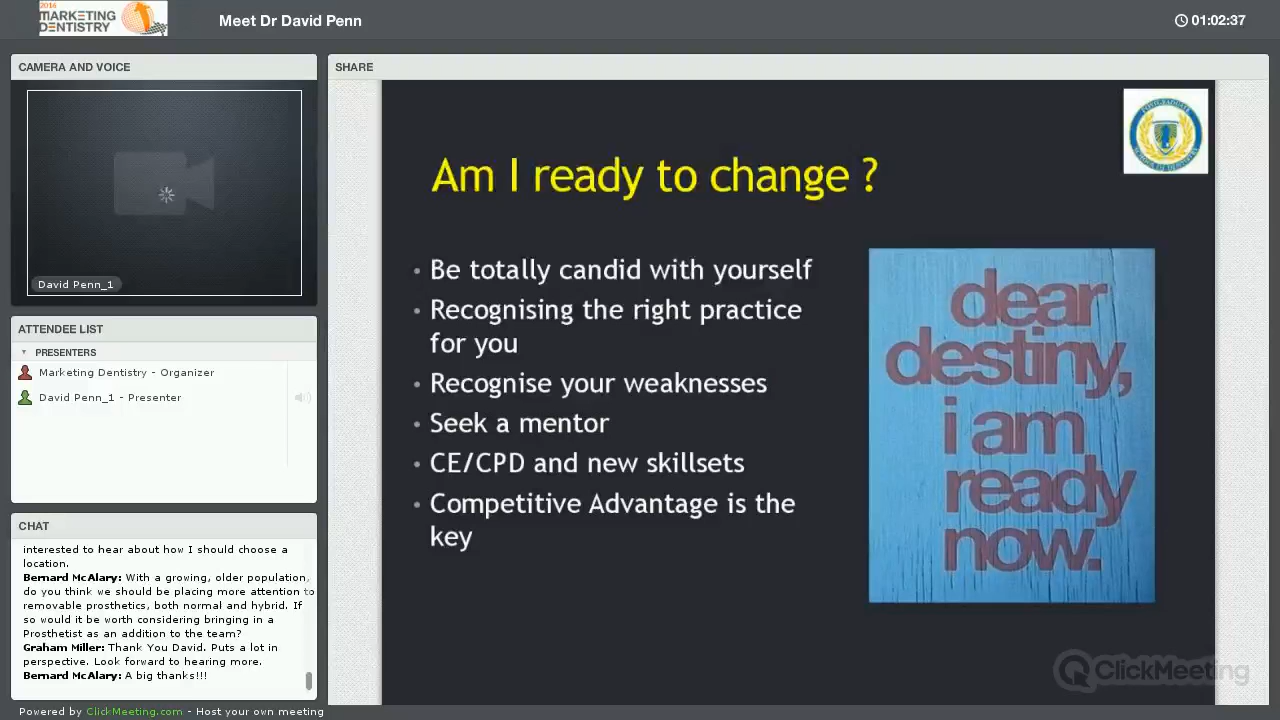 2016
MARKETING
DENTISTRY
Meet Dr David Penn
01:02:37
CAMERA AND VOICE
David Penn_1
ATTENDEE LIST
PRESENTERS
Marketing Dentistry - Organizer
David Penn_1 - Presenter
CHAT
interested to hear about how I should choose a
location.
Bernard McAlary: With a growing, older population,
do you think we should be placing more attention to
removable prosthetics, both normal and hybrid. If
so would it be worth considering bringing in a
Prosthetist as an addition to the team?
Graham Miller: Thank You David. Puts a lot in
perspective. Look forward to hearing more.
Bernard McAlary: A big thanks!!!
Powered by ClickMeeting.com - Host your own meeting
SHARE
Am I ready to change ?
• Be totally candid with yourself
• Recognising the right practice
for you
• Recognise your weaknesses
• Seek a mentor
• CE/CPD and new skillsets
• Competitive Advantage is the
key
dear
destiny,
i am
ready
now.
ClickMeeting